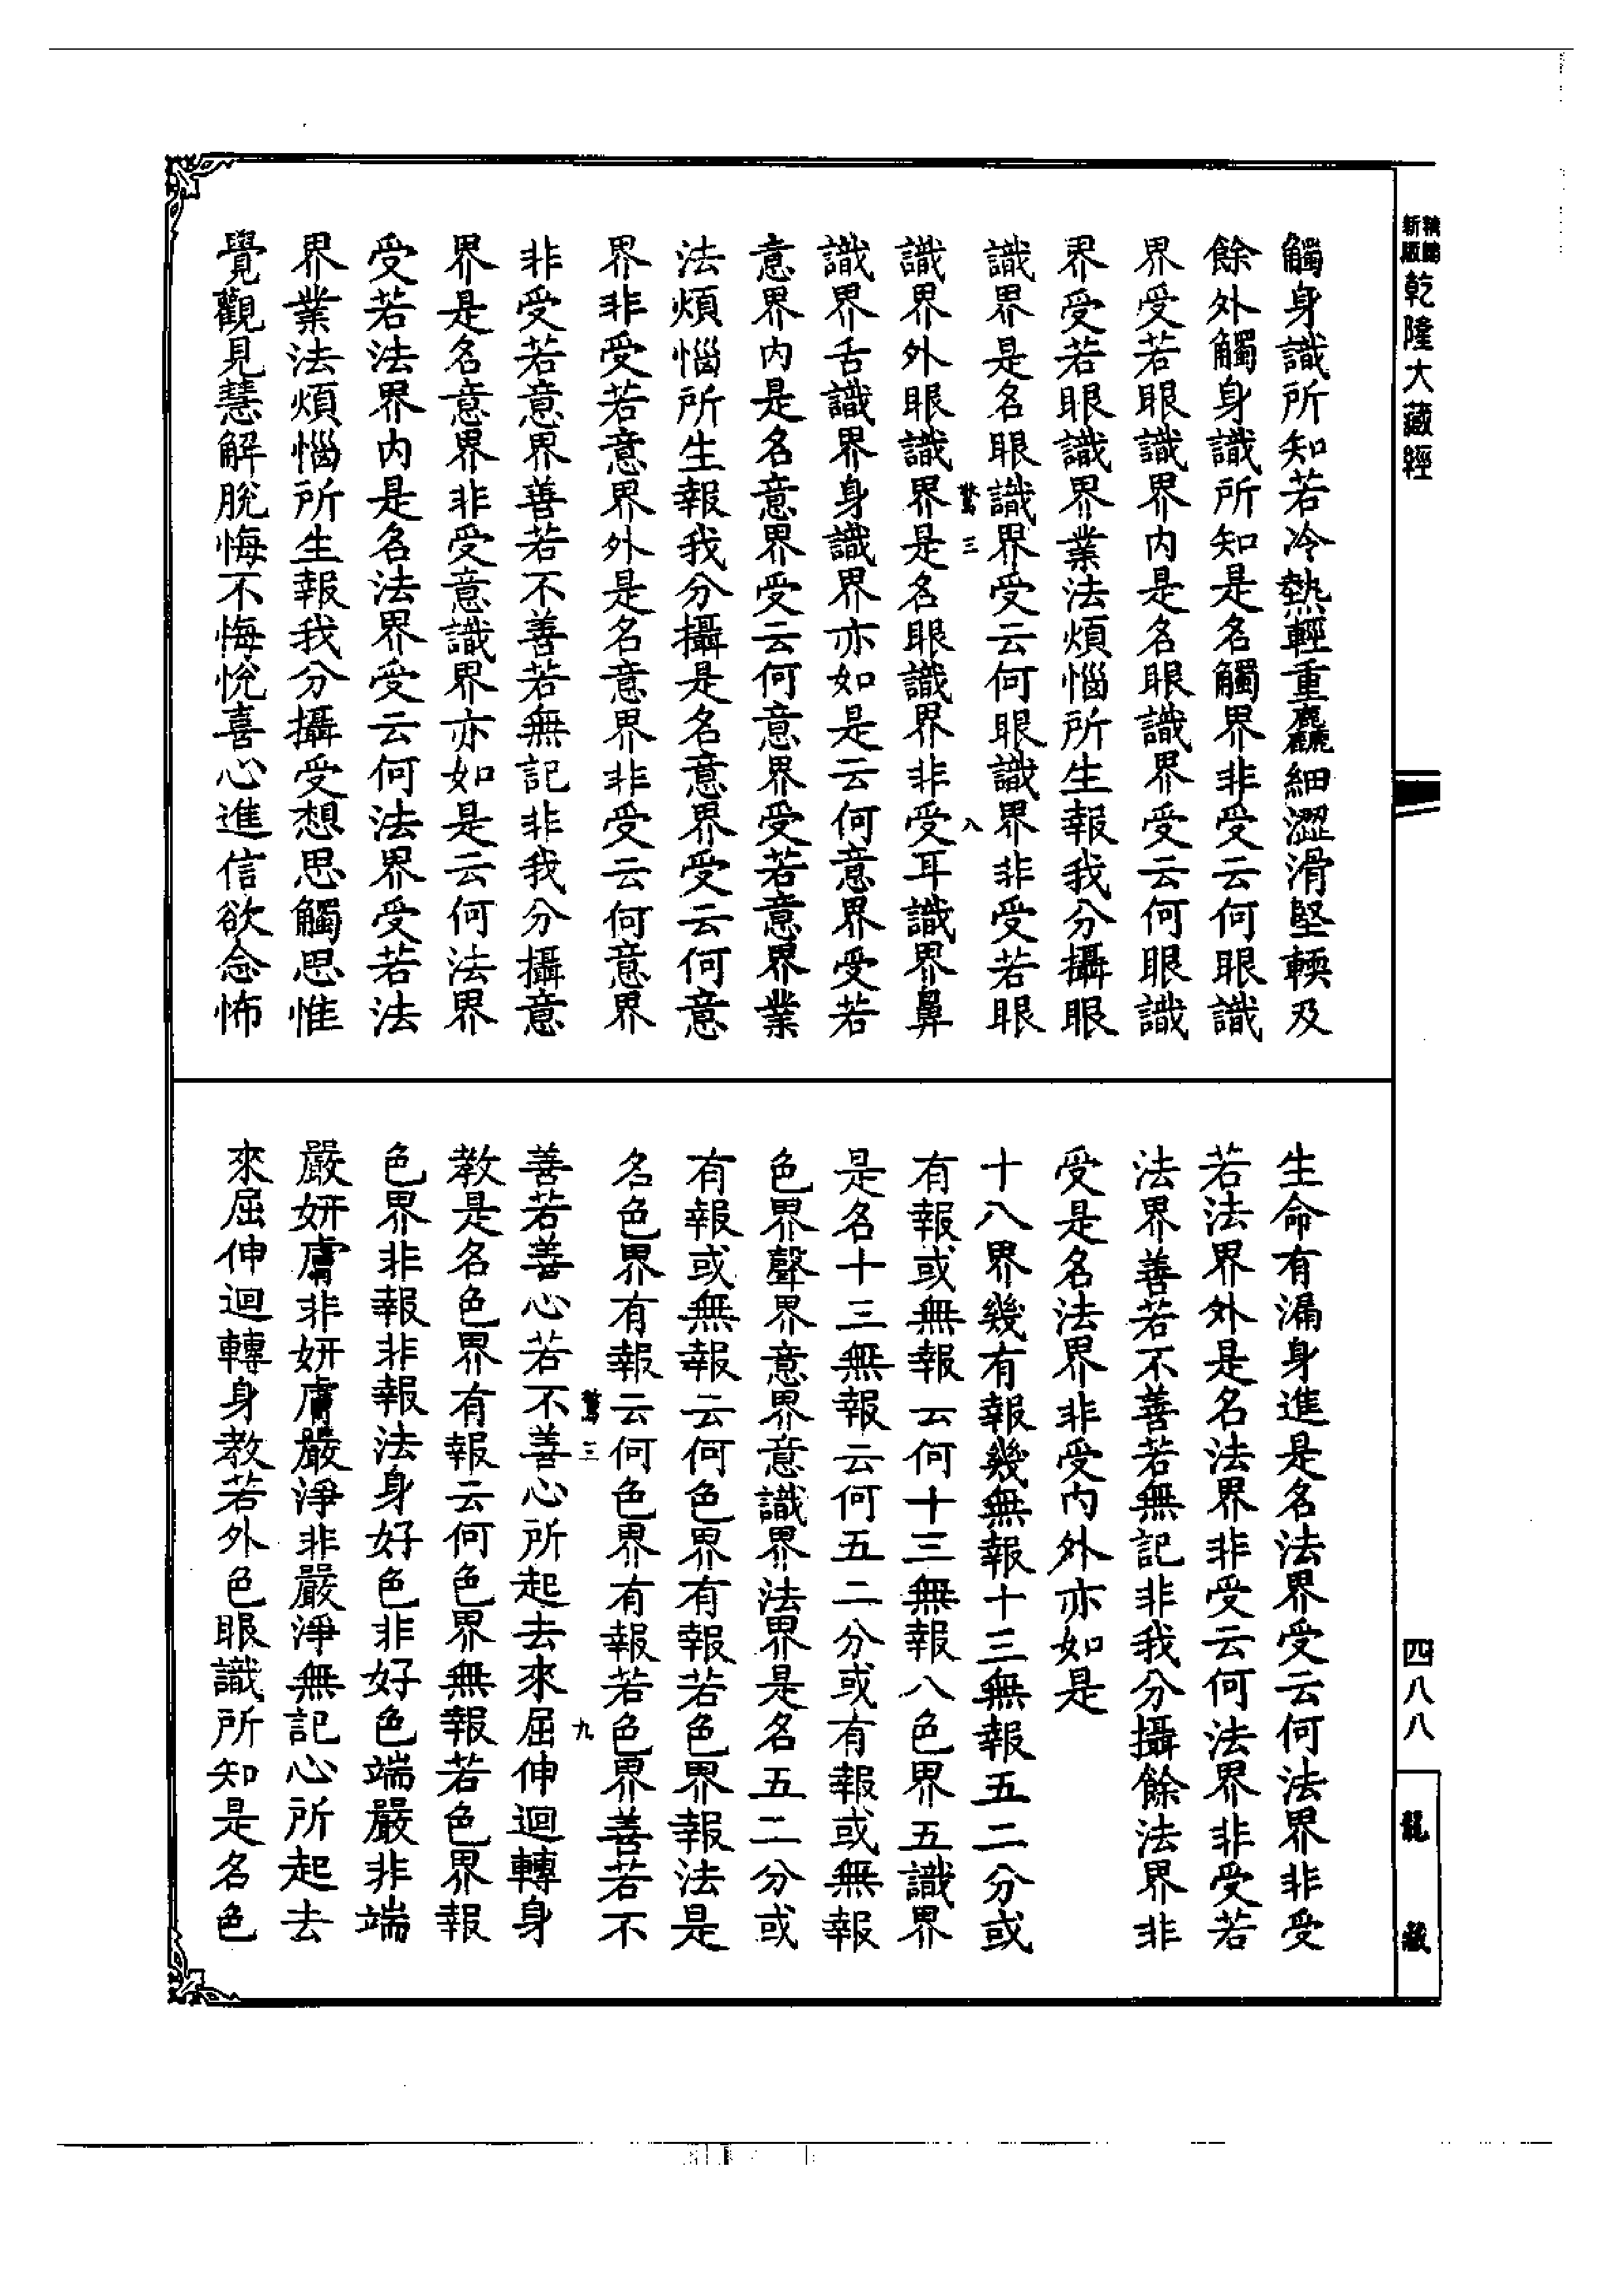 新版精縮乾隆大藏經
觸身識所知若冷熱輕重麤細澀滑堅輭及
餘外觸身識所知是名觸界非受云何眼識
界受若眼識界內是名眼識界受云何眼識
界受若眼識界業法煩惱所生報我分攝眼
識界是名眼識界受云何眼識界非受若眼
三 八
識界外眼識界是名眼識界非受耳識界鼻
識界舌識界身識界亦如是云何意界受若
意界內是名意界受云何意界受若意界業
法煩惱所生報我分攝是名意界受云何意
界非受若意界外是名意界非受云何意界
非受若意界善若不善若無記非我分攝意
界是名意界非受意識界亦如是云何法界
受若法界內是名法界受云何法界受若法
界業法煩惱所生報我分攝受想思觸思惟
覺觀見慧解脫悔不悔悅喜心進信欲念怖
生命有漏身進是名法界受云何法界非受
若法界外是名法界非受云何法界非受若
法界善若不善若無記非我分攝餘法界非
受是名法界非受內外亦如是
十八界幾有報幾無報十三無報五二分或
有報或無報云何十三無報八色界五識界
是名十三無報云何五二分或有報或無報
色界聲界意界意識界法界是名五二分或
有報或無報云何色界有報若色界報法是
名色界有報云何色界有報若色界善若不
三 九
善若善心若不善心所起去來屈伸迴轉身
教是名色界有報云何色界無報若色界報
色界非報非報法身好色非好色端嚴非端
嚴妍膚非妍膚嚴淨非嚴淨無記心所起去
來屈伸迴轉身教若外色眼識所知是名色
四八八
龍藏